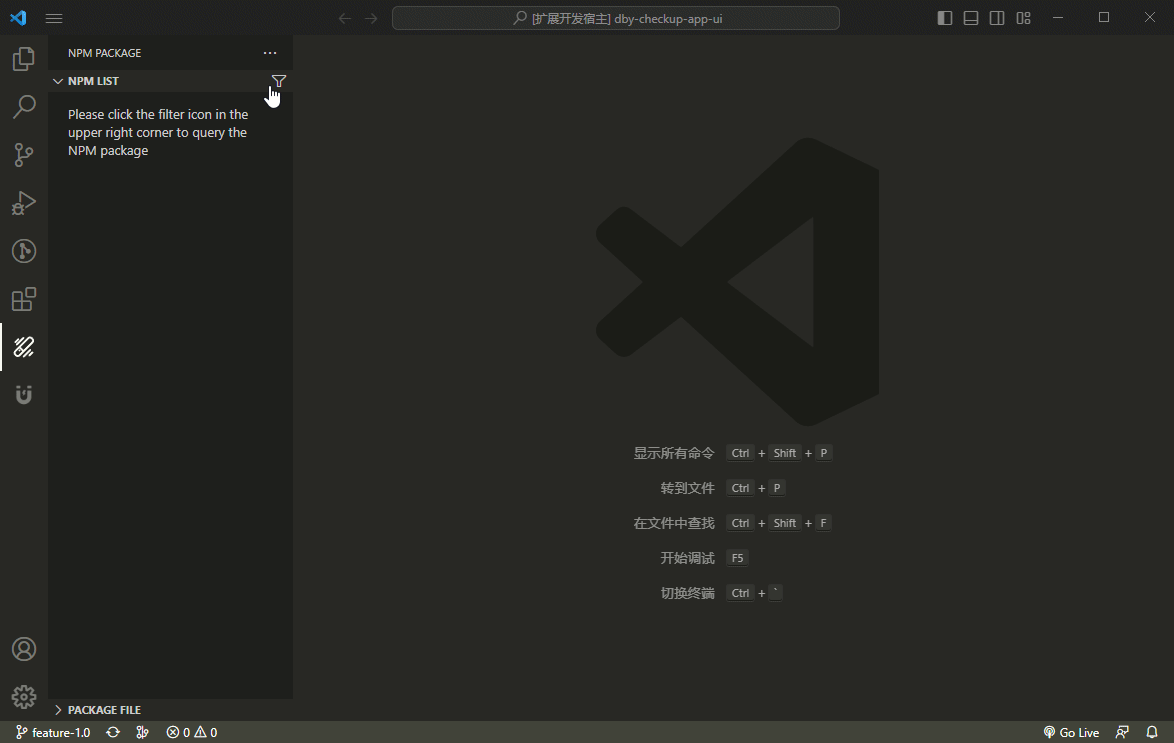 [扩展开发宿主] dby-checkup-app-ui
NPM PACKAGE
NPM LIST
Please click the filter icon in the
upper right corner to query the
NPM package
显示所有命令 Ctrl + Shift + P
转到文件 Ctrl + P
在文件中查找 Ctrl + Shift + F
开始调试 F5
切换终端 Ctrl + `
PACKAGE FILE
feature-1.0 0 0 Go Live